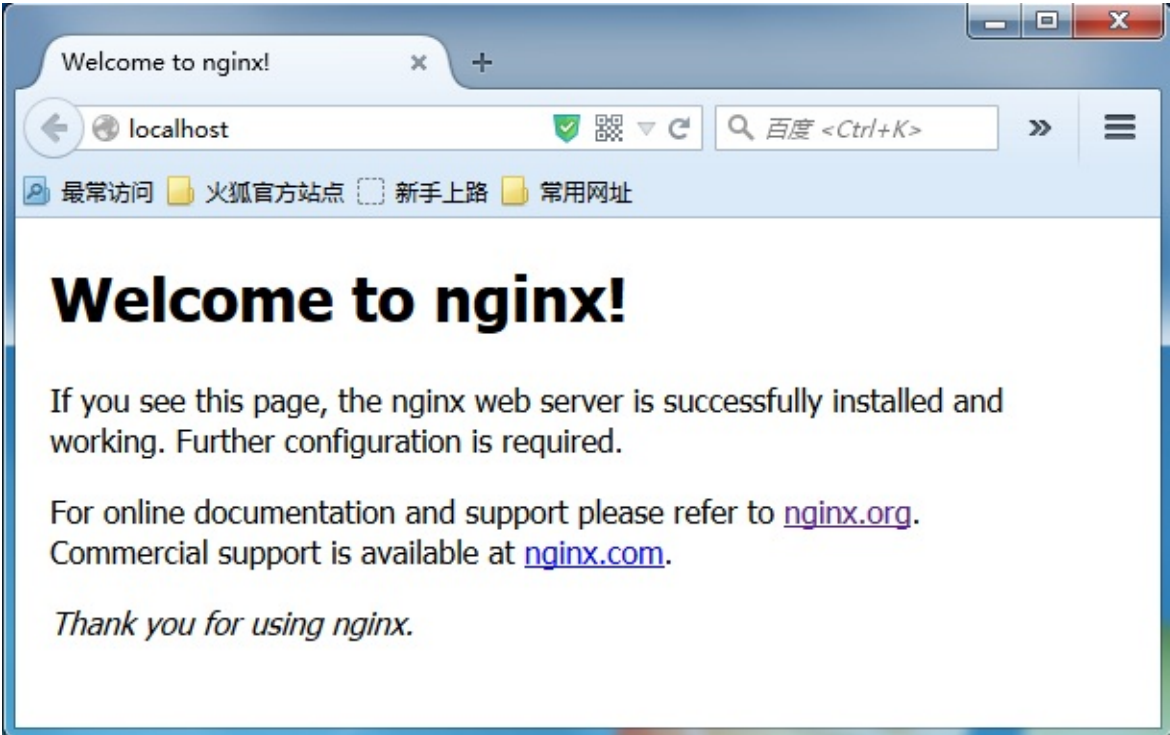 Welcome to nginx!
localhost
百度 <Ctrl+K>
最常访问 火狐官方站点 新手上路 常用网址
Welcome to nginx!
If you see this page, the nginx web server is successfully installed and
working. Further configuration is required.
For online documentation and support please refer to nginx.org.
Commercial support is available at nginx.com.
Thank you for using nginx.